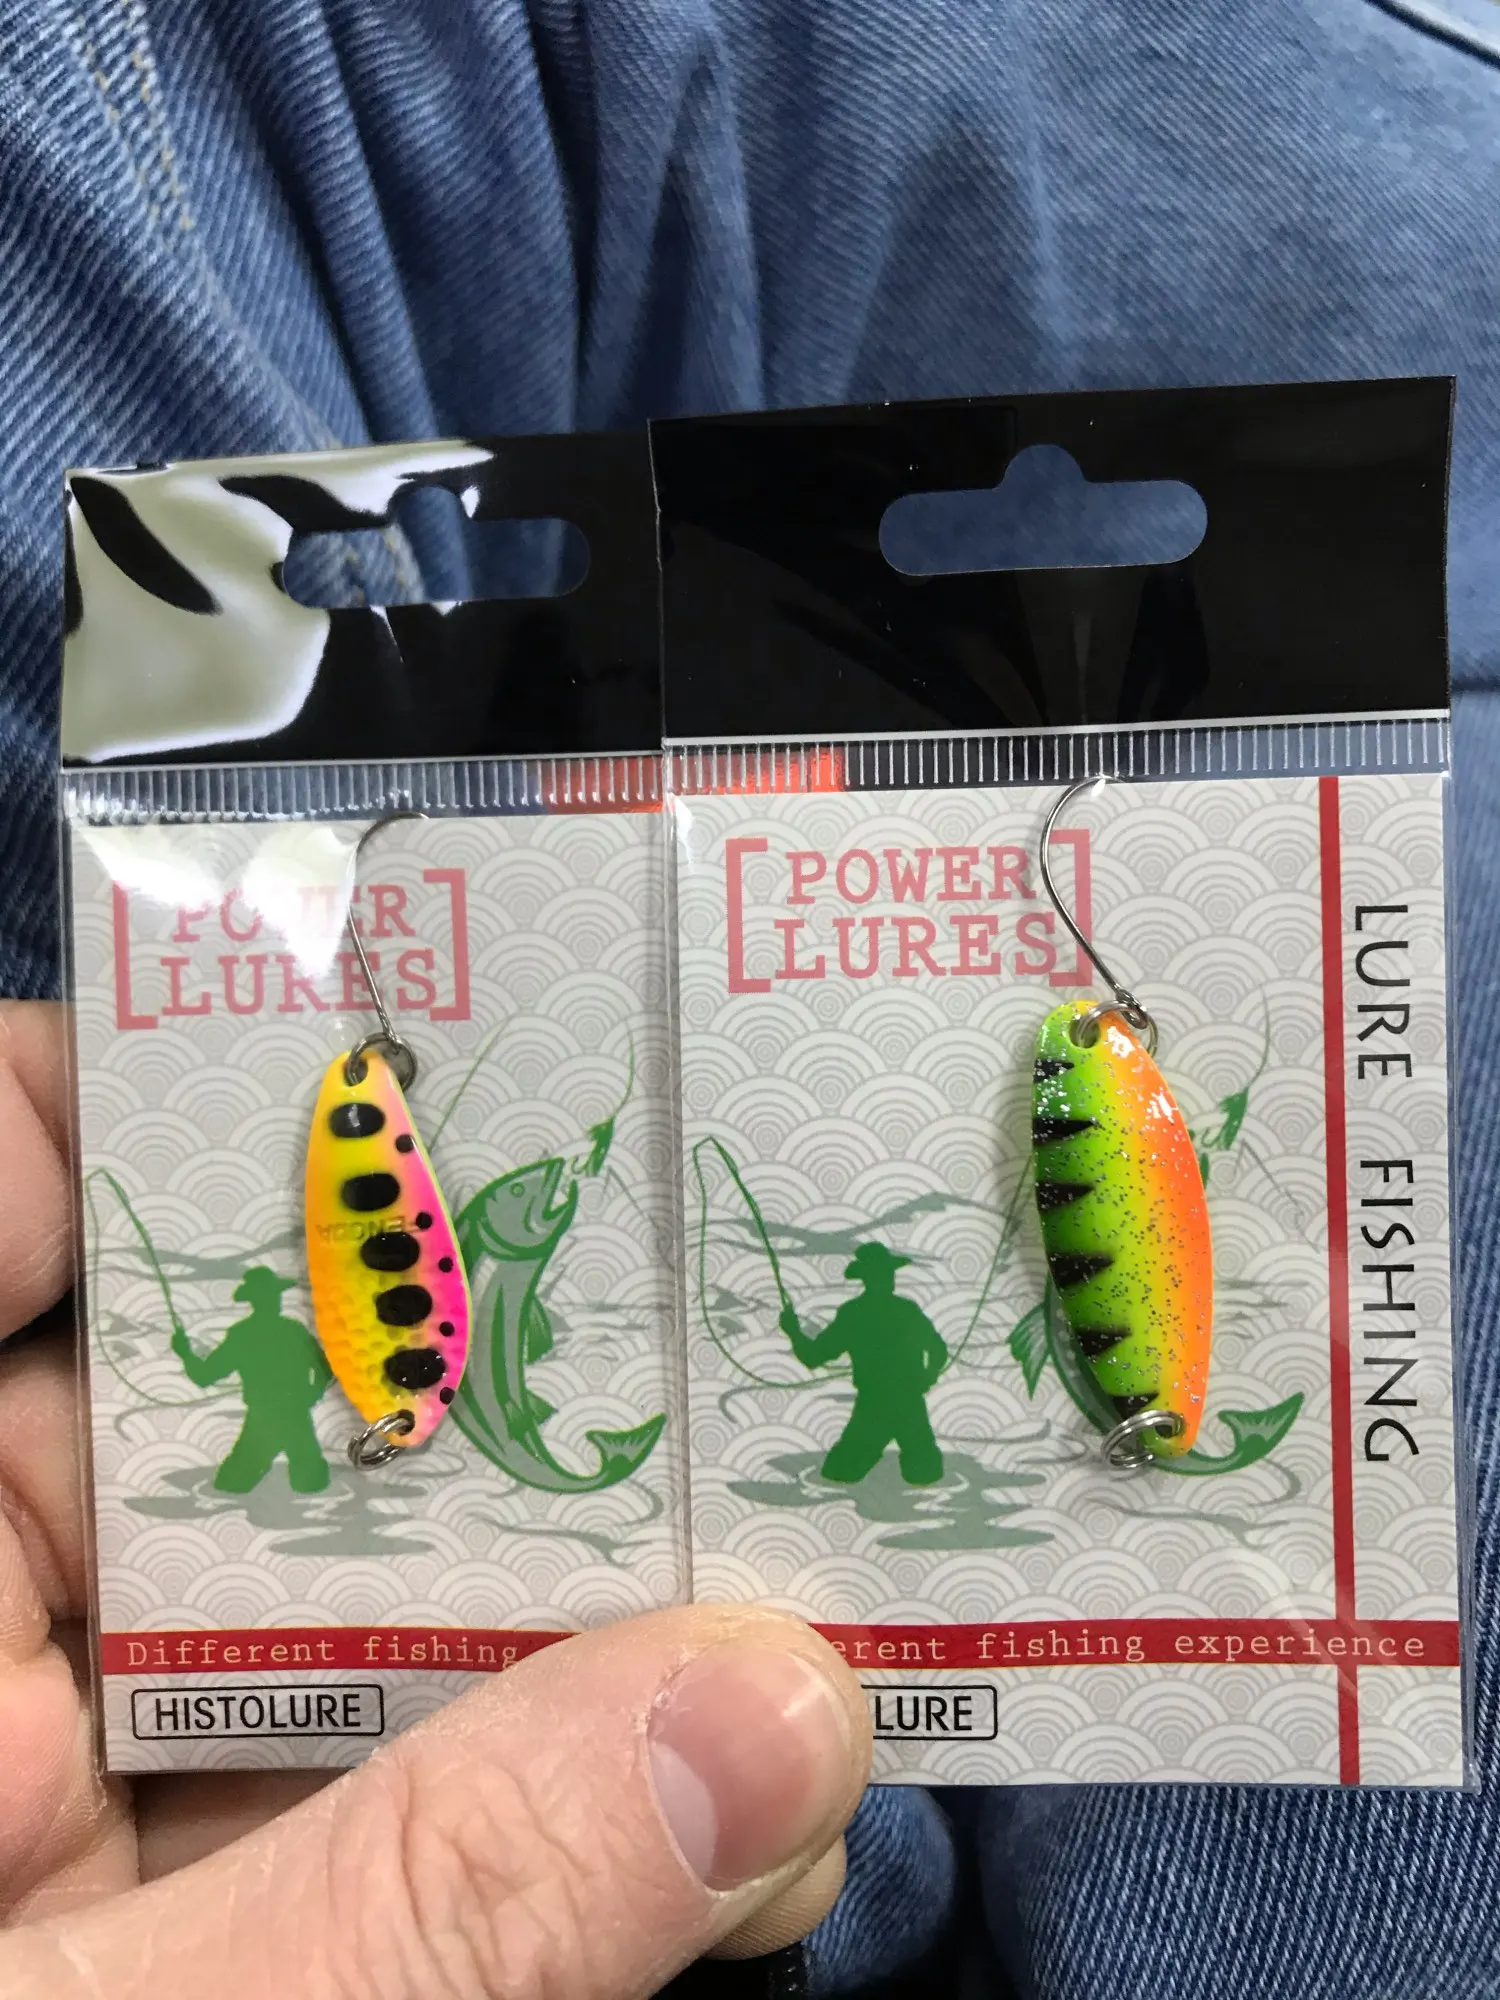 POWER
LURES
Different fishing
HISTOLURE
POWER
LURES
LURE FISHING
erent fishing experience
LURE